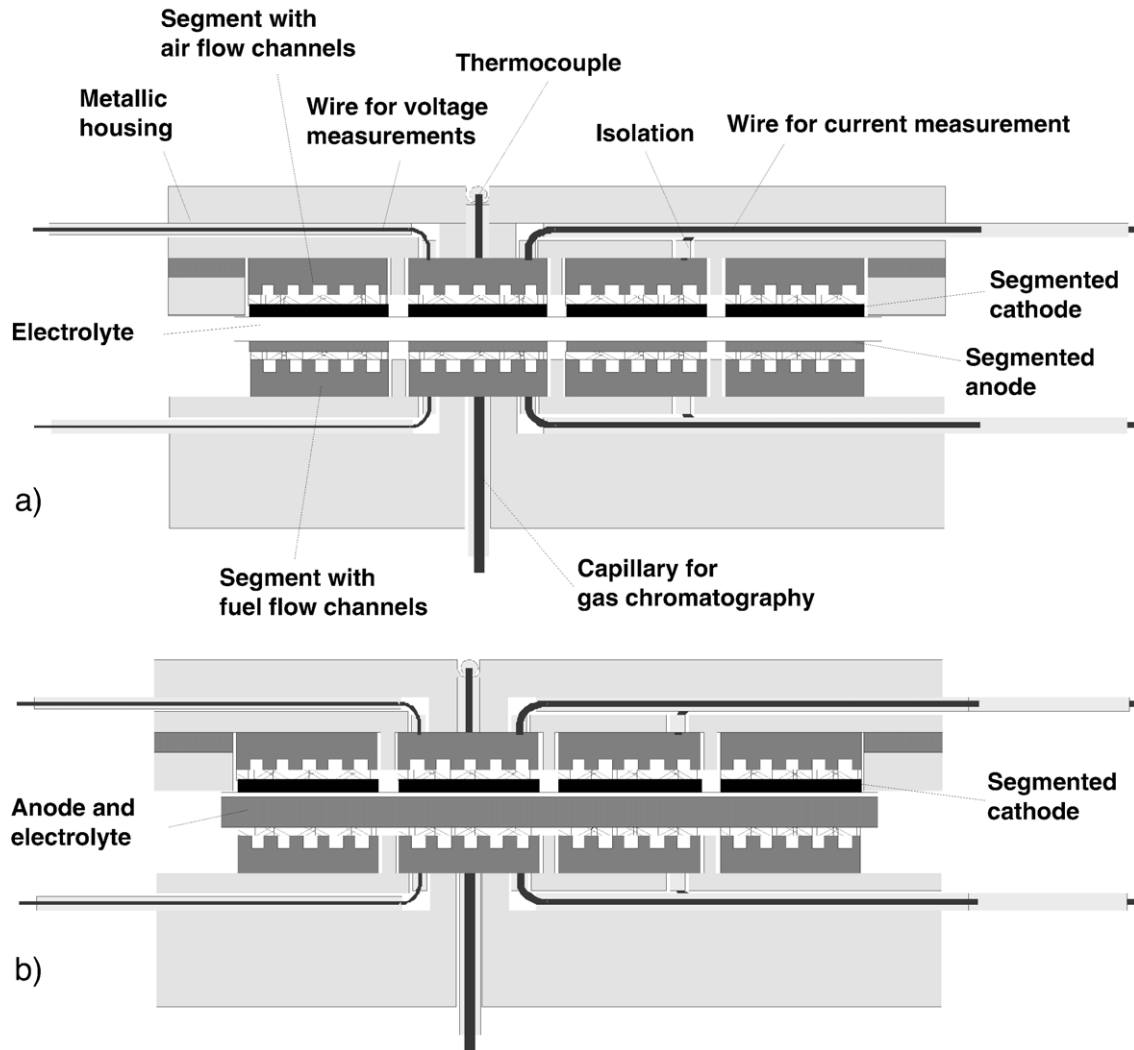 Segment with
air flow channels
Thermocouple
Metallic
housing
Wire for voltage
measurements
Isolation
Wire for current measurement
Segmented
cathode
Electrolyte
Segmented
anode
a)
Segment with
fuel flow channels
Capillary for
gas chromatography
Segmented
cathode
Anode and
electrolyte
b)